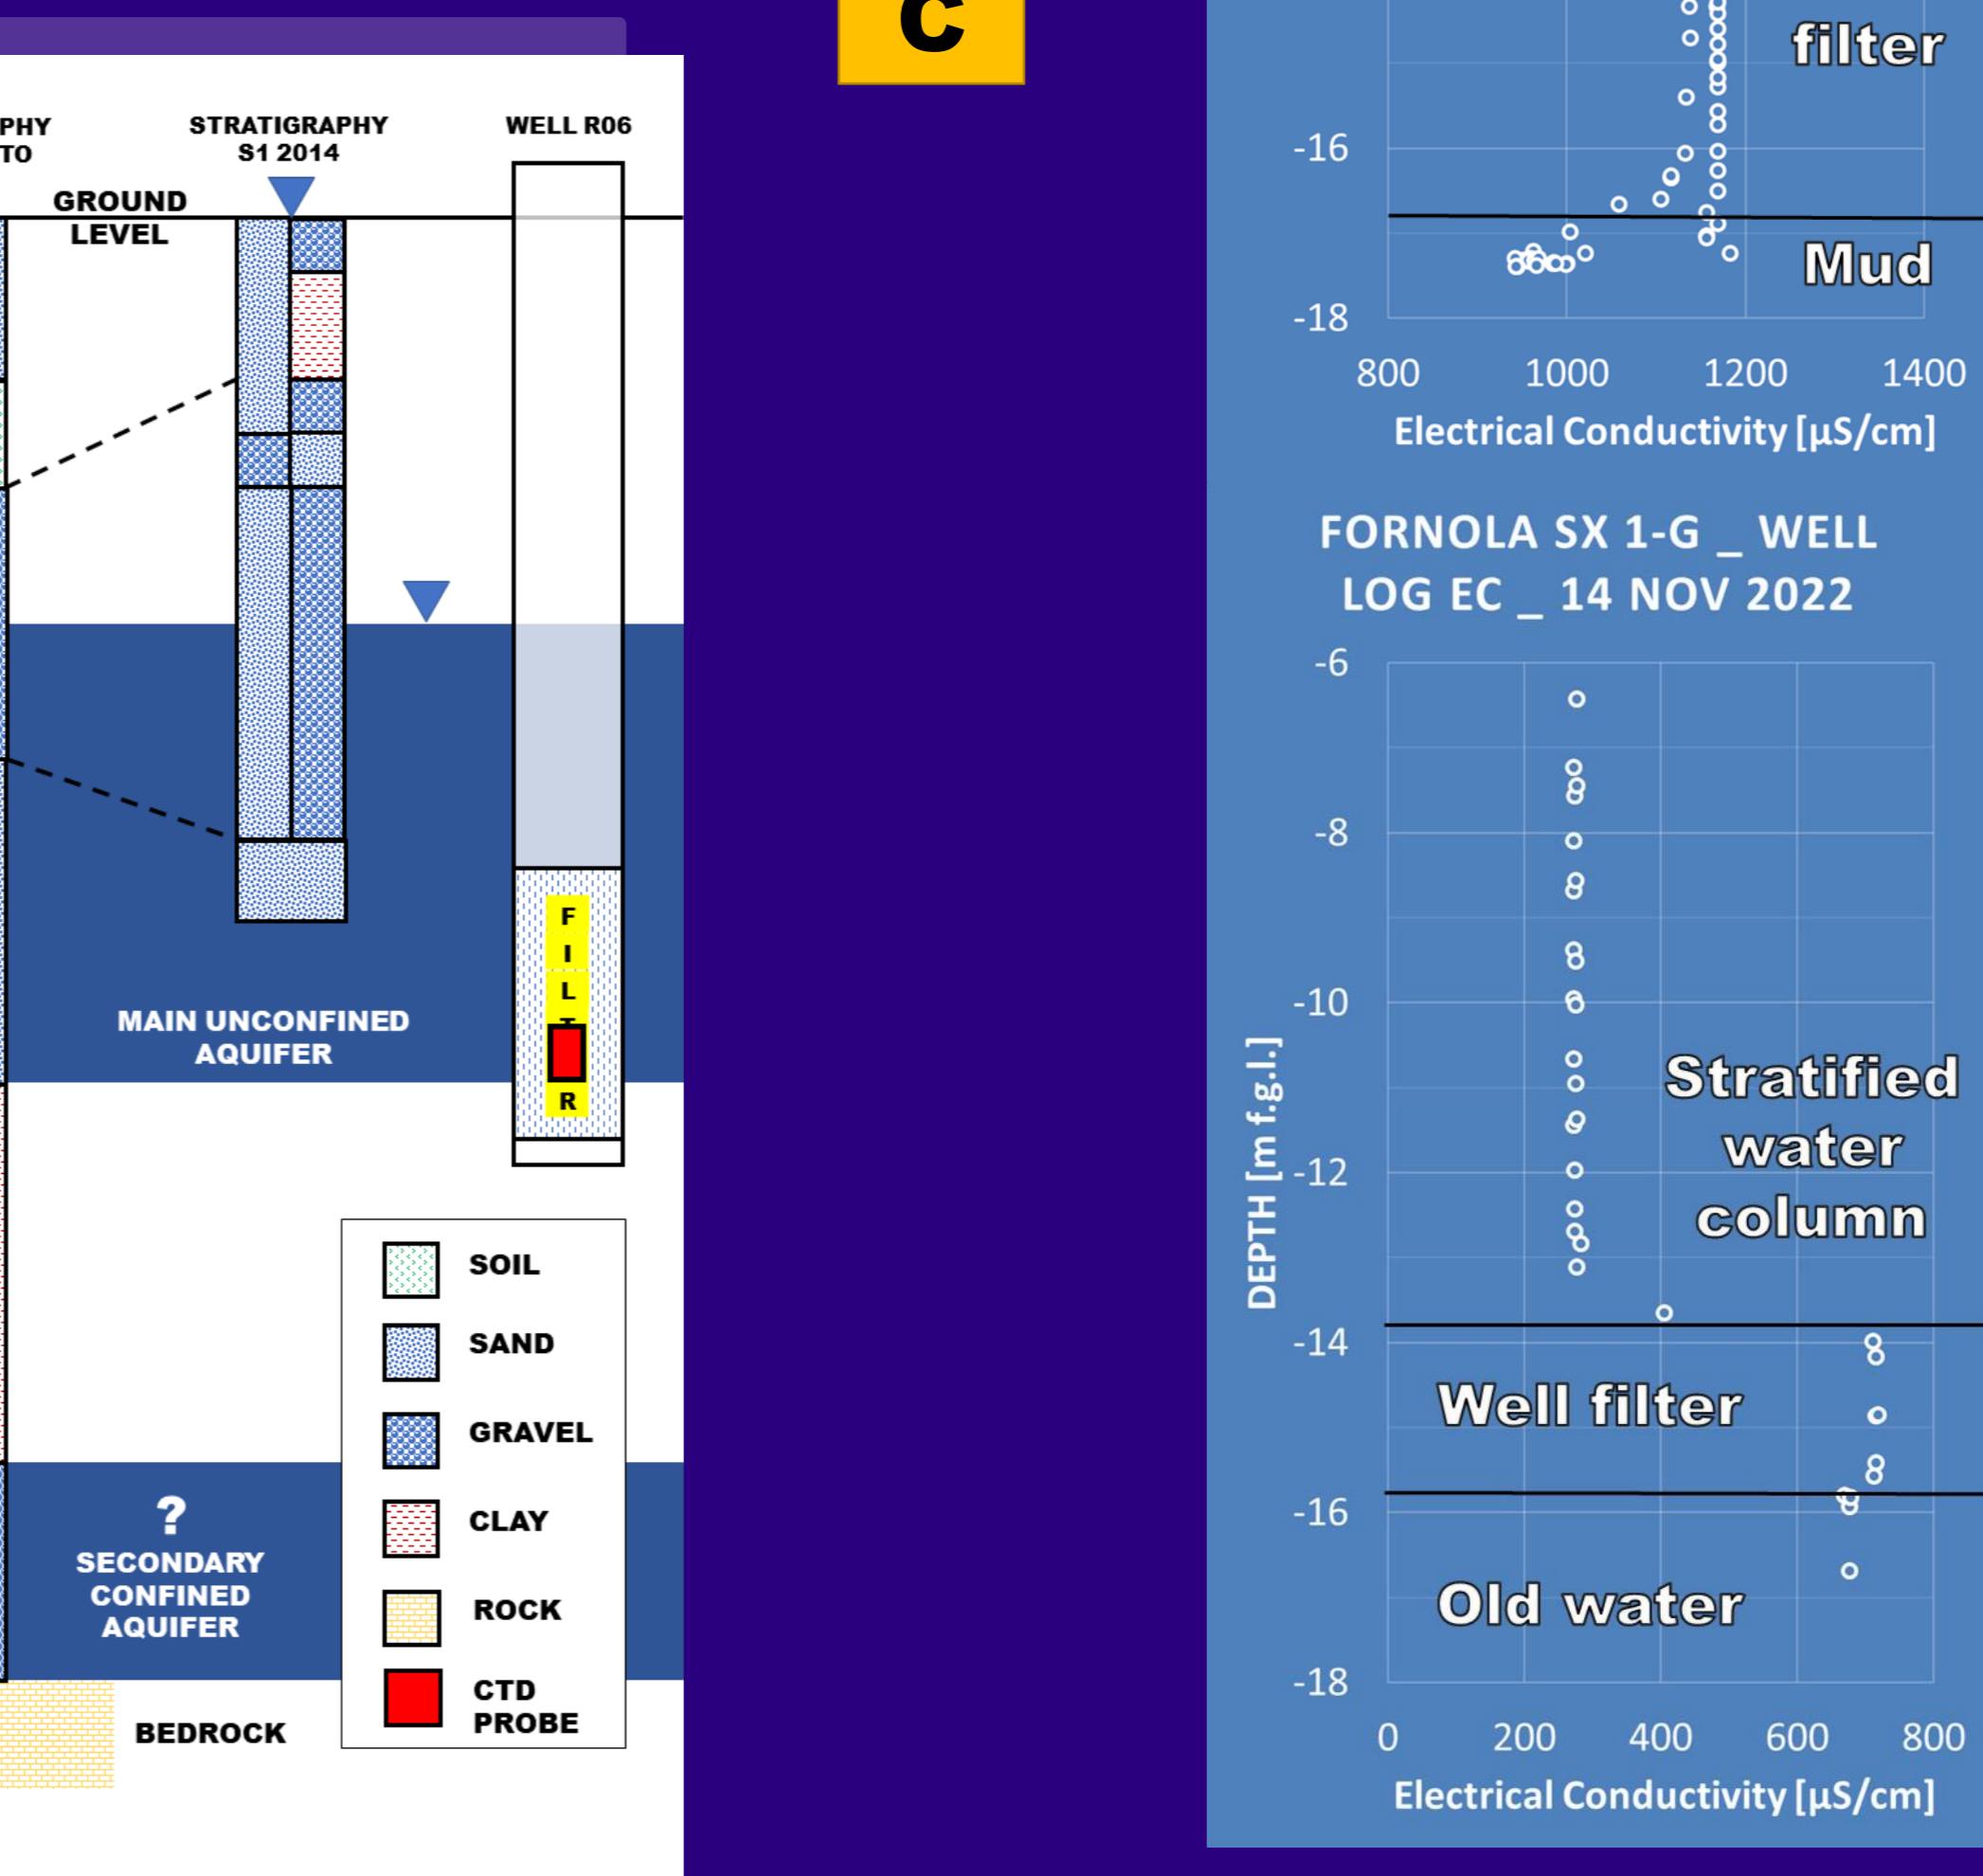 c
PHY
TO
STRATIGRAPHY
S1 2014
WELL R06
GROUND
LEVEL
F
I
L
R
MAIN UNCONFINED
AQUIFER
SOIL
SAND
GRAVEL
CLAY
ROCK
CTD
PROBE
?
SECONDARY
CONFINED
AQUIFER
BEDROCK
filter
-16
Mud
-18
800 1000 1200 1400
Electrical Conductivity [µS/cm]
FORNOLA SX 1-G _ WELL
LOG EC _ 14 NOV 2022
-6
-8
-10
-12
-14
-16
-18
DEPTH [m f.g.l.]
Stratified
water
column
Well filter
Old water
0 200 400 600 800
Electrical Conductivity [µS/cm]